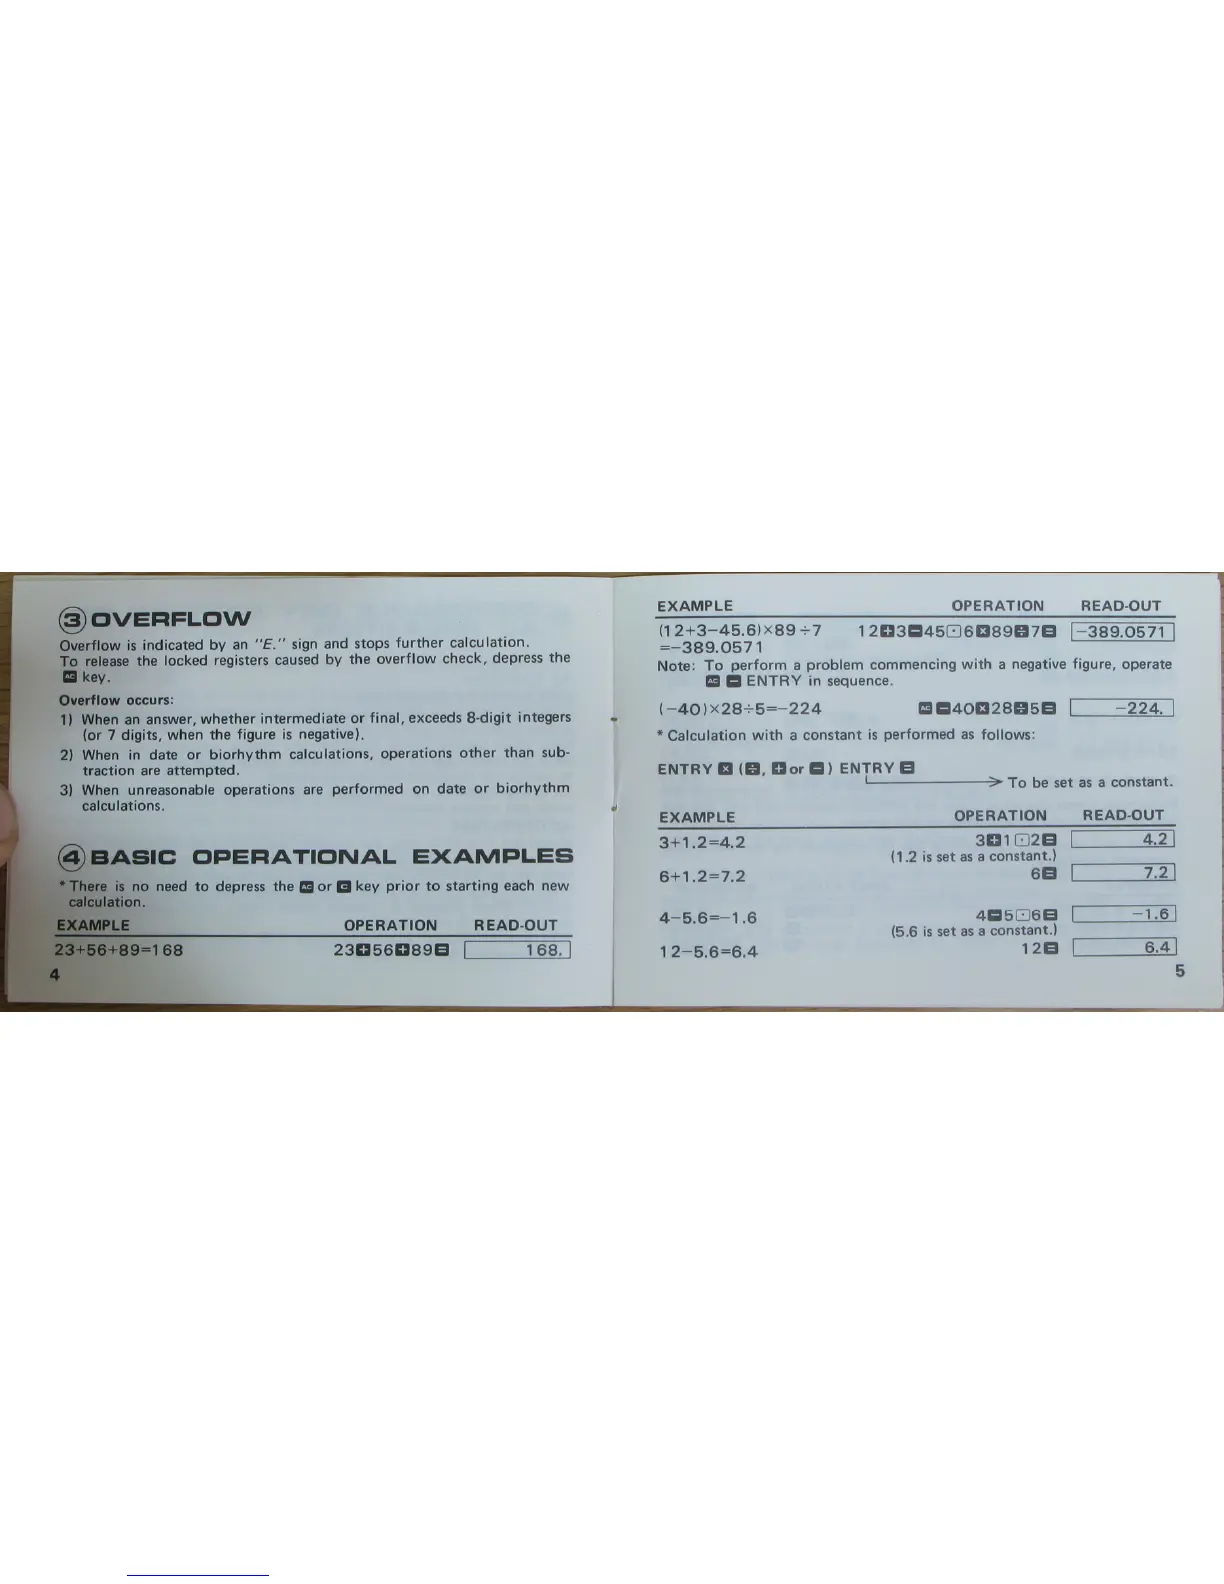 ③ OVERFLOW
Overflow is indicated by an "E." sign and stops further calculation.
To release the locked registers caused by the overflow check, depress the
AC key.
Overflow occurs:
1) When an answer, whether intermediate or final, exceeds 8-digit integers
(or 7 digits, when the figure is negative).
2) When in date or biorhythm calculations, operations other than sub-
traction are attempted.
3) When unreasonable operations are performed on date or biorhythm
calculations.
④ BASIC OPERATIONAL EXAMPLES
* There is no need to depress the AC or C key prior to starting each new
calculation.
EXAMPLE OPERATION READ-OUT
23+56+89=168 23+56+89= 168.
4
EXAMPLE OPERATION READ-OUT
(12+3−45.6)×89÷7 12+3−45·6×89÷7= −389.0571
=−389.0571
Note: To perform a problem commencing with a negative figure, operate
AC − ENTRY in sequence.
(−40)×28÷5=−224 AC−40×28÷5= −224.
* Calculation with a constant is performed as follows:
ENTRY × (÷, + or −) ENTRY =
To be set as a constant.
EXAMPLE OPERATION READ-OUT
3+1.2=4.2 3+1·2= 4.2
(1.2 is set as a constant.)
6+1.2=7.2 6= 7.2
4−5.6=−1.6 4−5·6= −1.6
(5.6 is set as a constant.)
12−5.6=6.4 12= 6.4
5